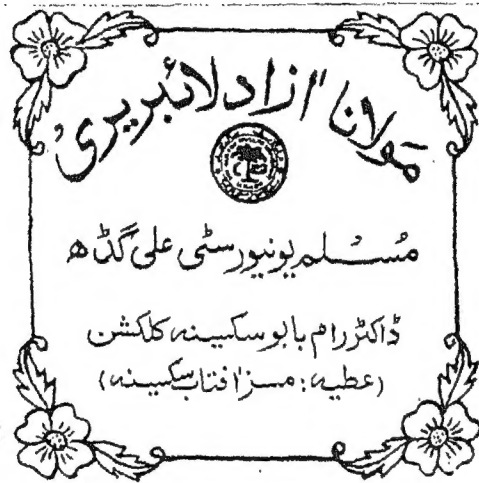 مولانا آزاد لائبریری
مسلم یونیورسٹی علی گڈھ
ڈاکٹر رام بابو سکسینہ کلکشن
(عطیہ: مسز آفتاب سکسینہ)